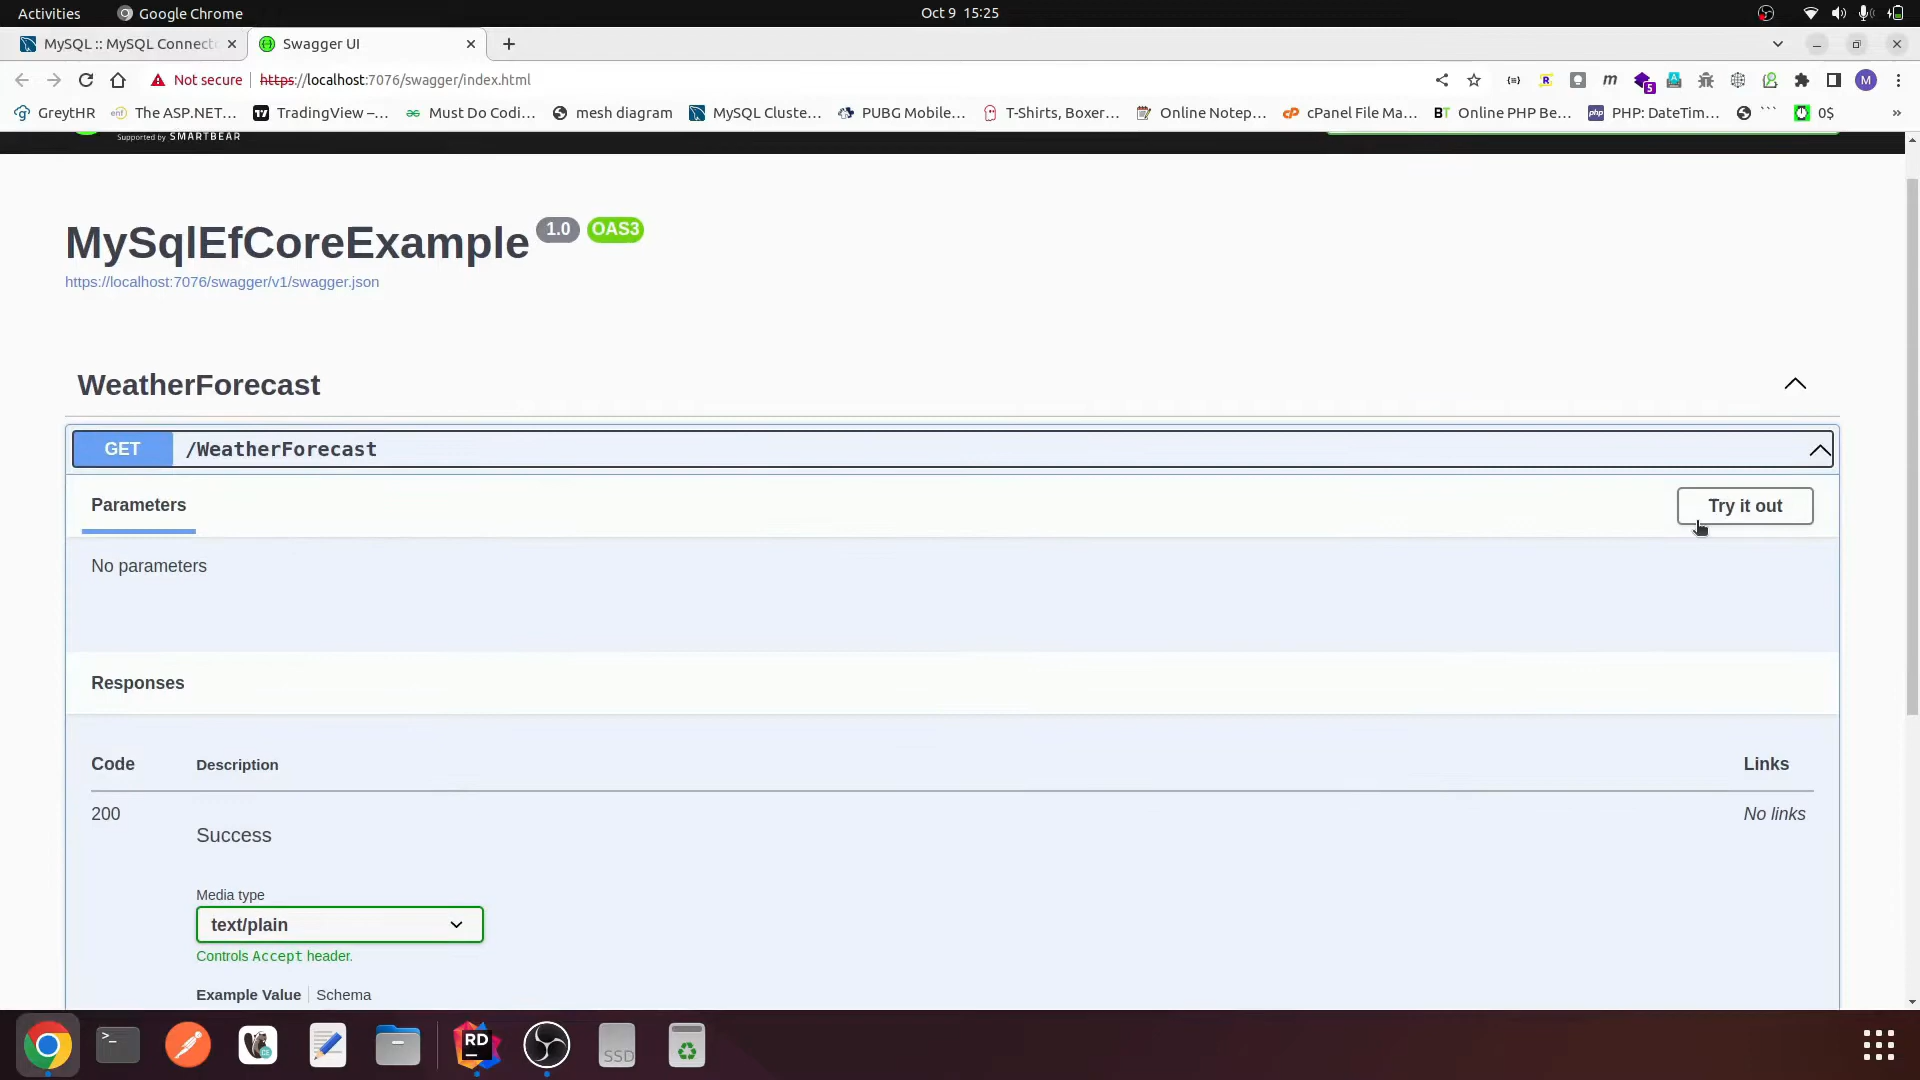 Activities Google Chrome Oct 9 15:25
MySQL :: MySQL Connect Swagger UI
Not secure https://localhost:7076/swagger/index.html M
5
GreytHR The ASP.NET... TradingView –... Must Do Codi... mesh diagram MySQL Cluste... PUBG Mobile... T-Shirts, Boxer... Online Notep... cPanel File Ma... Online PHP Be... PHP: DateTim... ``` 0$ »
Supported by SMARTBEAR
MySqlEfCoreExample 1.0 OAS3
https://localhost:7076/swagger/v1/swagger.json
WeatherForecast
GET /WeatherForecast
Parameters Try it out
No parameters
Responses
Code Description Links
200 No links
Success
Media type
text/plain
Controls Accept header.
Example Value Schema
RD
SSD